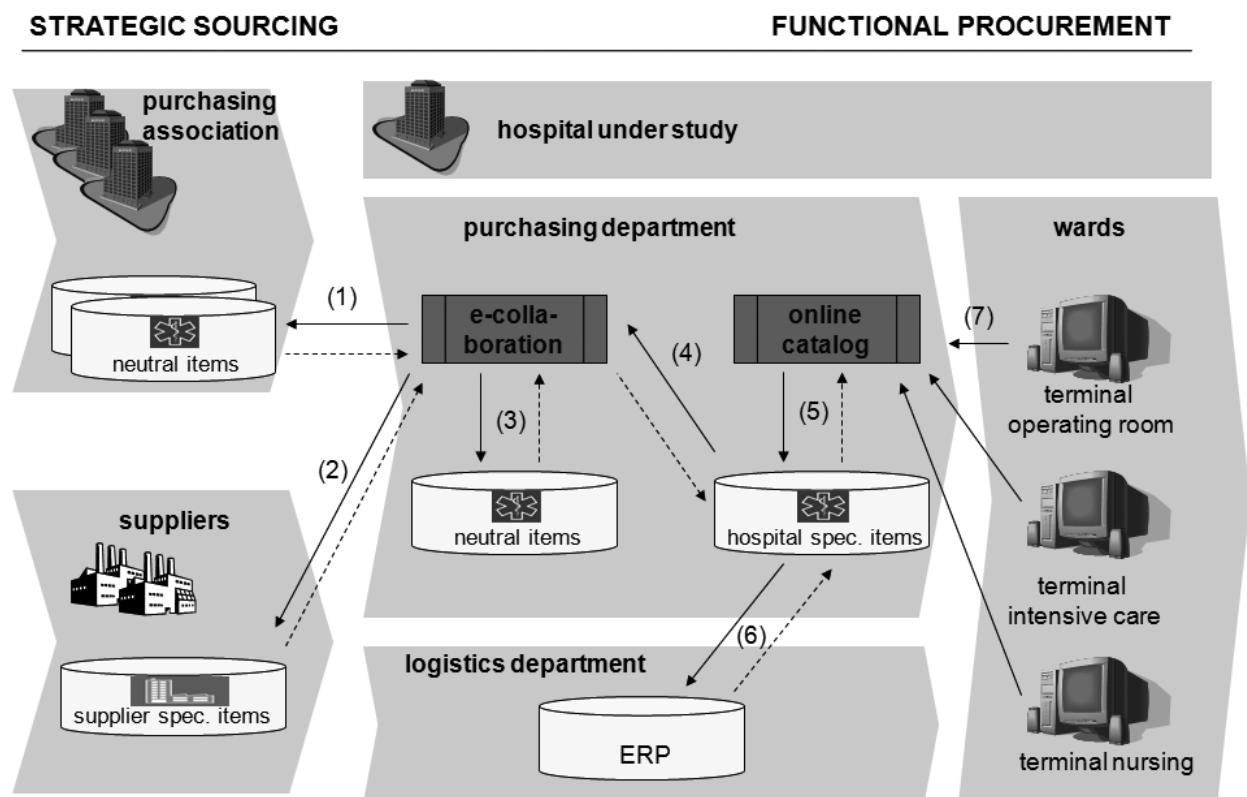 STRATEGIC SOURCING
FUNCTIONAL PROCUREMENT
purchasing
association
hospital under study
purchasing department
wards
(1)
neutral items
e-colla-
boration
online
catalog
(7)
terminal
operating room
(4)
(3)
(5)
(2)
suppliers
neutral items
hospital spec. items
terminal
intensive care
supplier spec. items
logistics department
(6)
ERP
terminal nursing